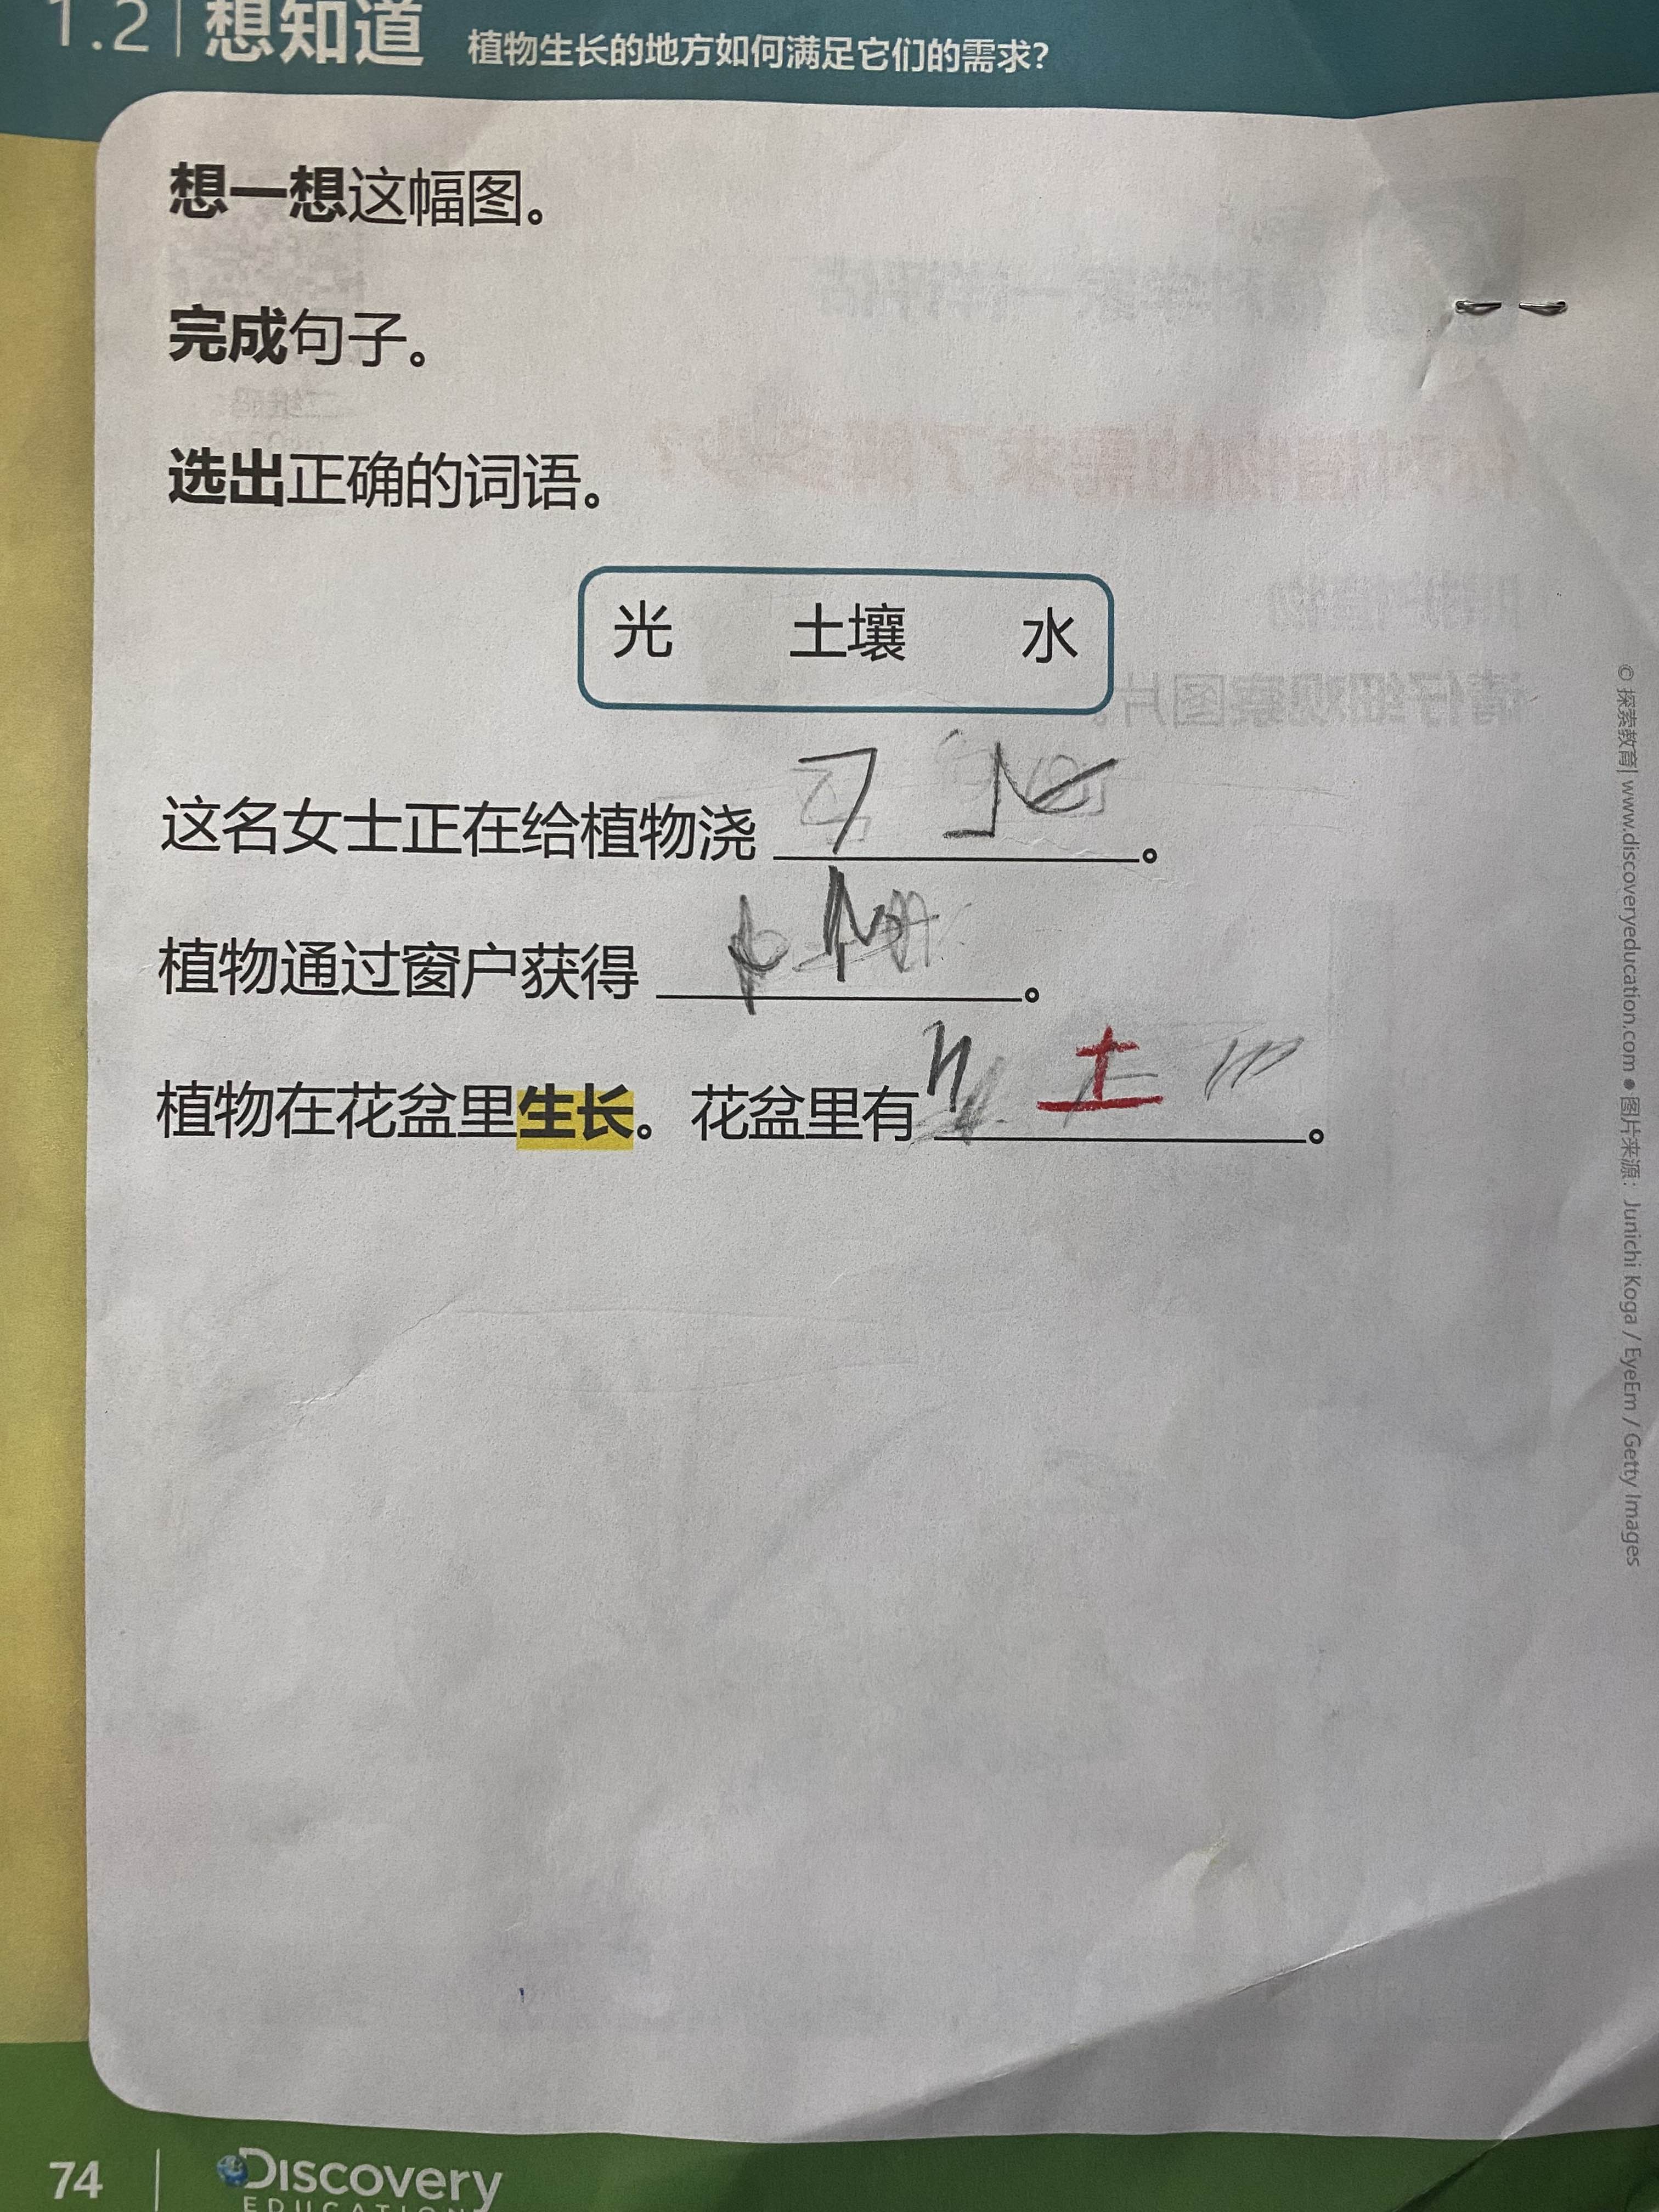 1.2 | 想知道 植物生长的地方如何满足它们的需求?
想一想这幅图。
完成句子。
选出正确的词语。
光 土壤 水
这名女士正在给植物浇 ______。
植物通过窗户获得 ______。
植物在花盆里生长。花盆里有 土 。
© 探索教育| www.discoveryeducation.com ● 图片来源: Junichi Koga / EyeEm / Getty Images
74 | DISCOVERY
EDUCATION